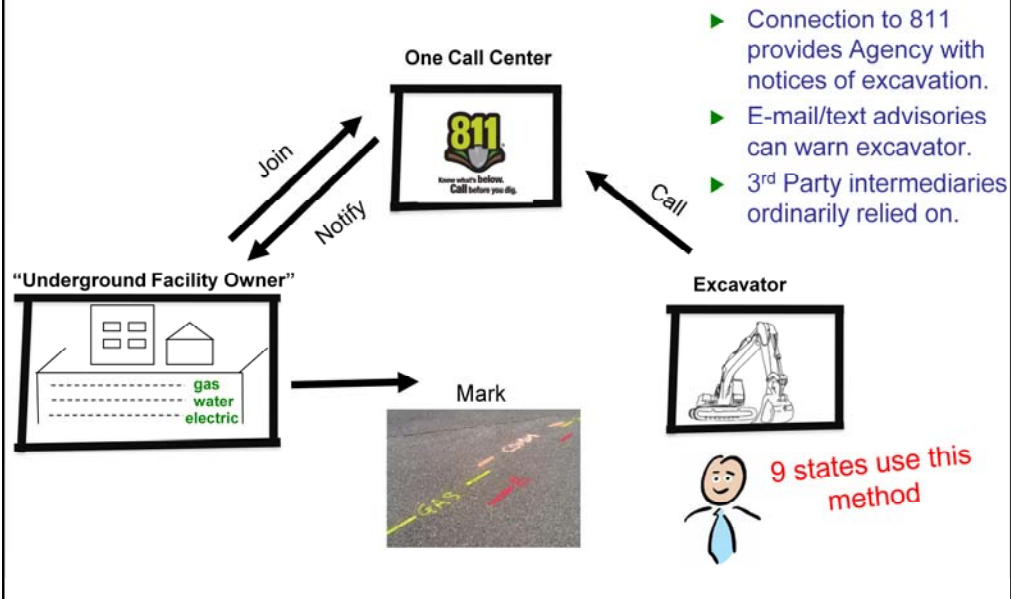 One Call Center
811
Know what's below.
Call before you dig.
Join
Notify
Call
"Underground Facility Owner"
gas
water
electric
Mark
GAS
COMM
E
Excavator
9 states use this
method
Connection to 811
provides Agency with
notices of excavation.
E-mail/text advisories
can warn excavator.
3rd Party intermediaries
ordinarily relied on.